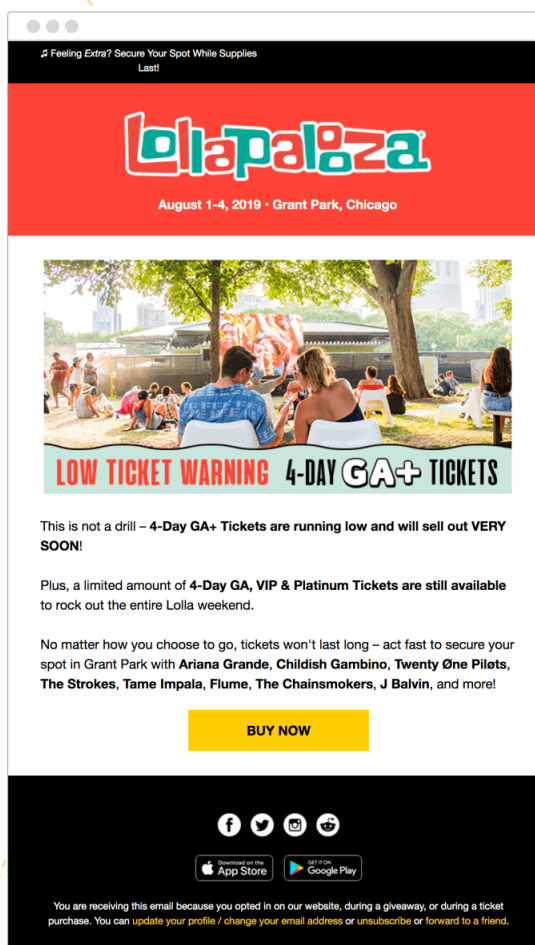 ♫ Feeling Extra? Secure Your Spot While Supplies
Last!
Lollapalooza
August 1-4, 2019 · Grant Park, Chicago
LOW TICKET WARNING 4-DAY GA+ TICKETS
This is not a drill – 4-Day GA+ Tickets are running low and will sell out VERY
SOON!
Plus, a limited amount of 4-Day GA, VIP & Platinum Tickets are still available
to rock out the entire Lolla weekend.
No matter how you choose to go, tickets won't last long – act fast to secure your
spot in Grant Park with Ariana Grande, Childish Gambino, Twenty Øne Piløts,
The Strokes, Tame Impala, Flume, The Chainsmokers, J Balvin, and more!
BUY NOW
Download on the
App Store
GET IT ON
Google Play
You are receiving this email because you opted in on our website, during a giveaway, or during a ticket
purchase. You can update your profile / change your email address or unsubscribe or forward to a friend.